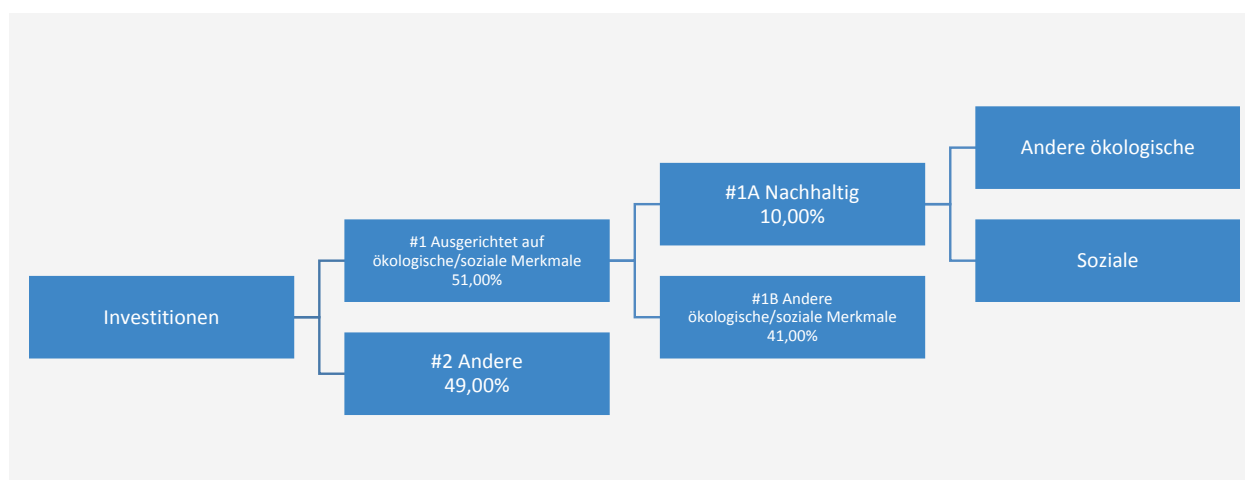 Investitionen
#1 Ausgerichtet auf
ökologische/soziale Merkmale
51,00%
#2 Andere
49,00%
#1A Nachhaltig
10,00%
#1B Andere
ökologische/soziale Merkmale
41,00%
Andere ökologische
Soziale